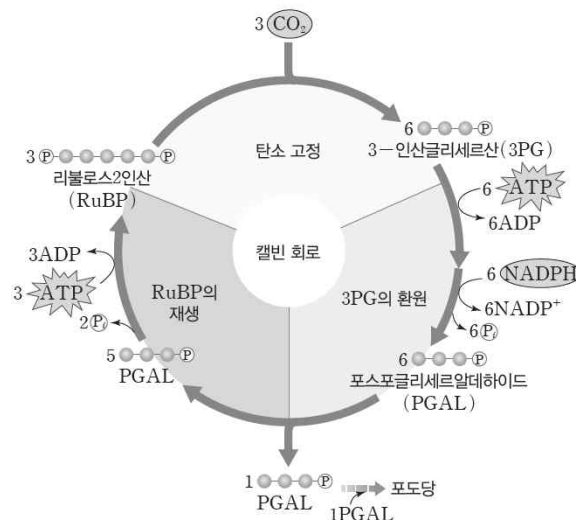 3 CO₂
탄소 고정
6 Ⓟ
3-인산글리세르산(3PG)
3 Ⓟ Ⓟ
리불로스2인산
(RuBP)
6 ATP
6ADP
캘빈 회로
3ADP
3 ATP
2Ⓟᵢ
RuBP의
재생
3PG의 환원
6 NADPH
6NADP⁺
6Ⓟᵢ
5 Ⓟ
PGAL
6 Ⓟ
포스포글리세르알데하이드
(PGAL)
1 Ⓟ
PGAL
포도당
1PGAL